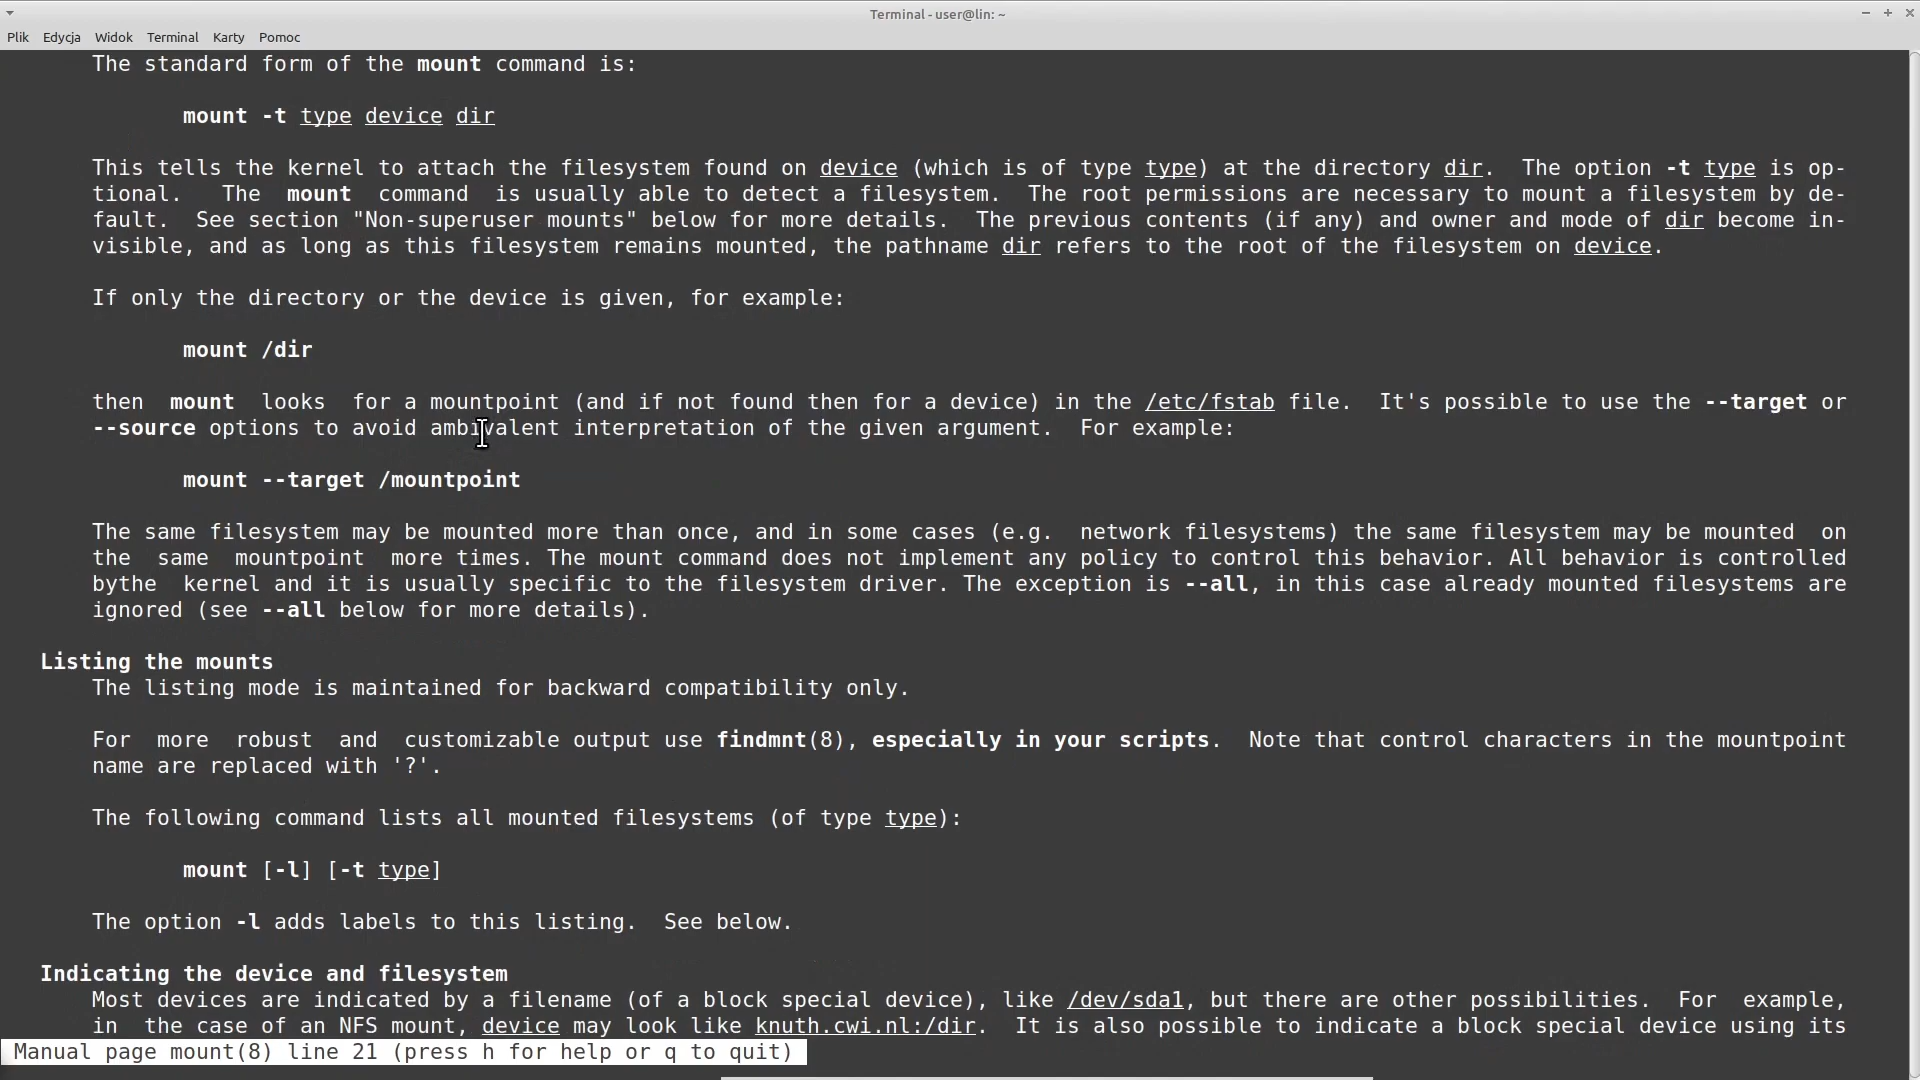 Terminal - user@lin: ~
Plik Edycja Widok Terminal Karty Pomoc
The standard form of the mount command is:
mount -t type device dir
This tells the kernel to attach the filesystem found on device (which is of type type) at the directory dir.  The option -t type is op-
tional.   The  mount  command  is usually able to detect a filesystem.  The root permissions are necessary to mount a filesystem by de-
fault.  See section "Non-superuser mounts" below for more details.  The previous contents (if any) and owner and mode of dir become in-
visible, and as long as this filesystem remains mounted, the pathname dir refers to the root of the filesystem on device.
If only the directory or the device is given, for example:
mount /dir
then  mount  looks  for a mountpoint (and if not found then for a device) in the /etc/fstab file.  It's possible to use the --target or
--source options to avoid ambivalent interpretation of the given argument.  For example:
mount --target /mountpoint
The same filesystem may be mounted more than once, and in some cases (e.g.  network filesystems) the same filesystem may be mounted  on
the  same  mountpoint  more times. The mount command does not implement any policy to control this behavior. All behavior is controlled
bythe  kernel and it is usually specific to the filesystem driver. The exception is --all, in this case already mounted filesystems are
ignored (see --all below for more details).
Listing the mounts
The listing mode is maintained for backward compatibility only.
For  more  robust  and  customizable output use findmnt(8), especially in your scripts.  Note that control characters in the mountpoint
name are replaced with '?'.
The following command lists all mounted filesystems (of type type):
mount [-l] [-t type]
The option -l adds labels to this listing.  See below.
Indicating the device and filesystem
Most devices are indicated by a filename (of a block special device), like /dev/sda1, but there are other possibilities.  For  example,
in  the case of an NFS mount, device may look like knuth.cwi.nl:/dir.  It is also possible to indicate a block special device using its
Manual page mount(8) line 21 (press h for help or q to quit)